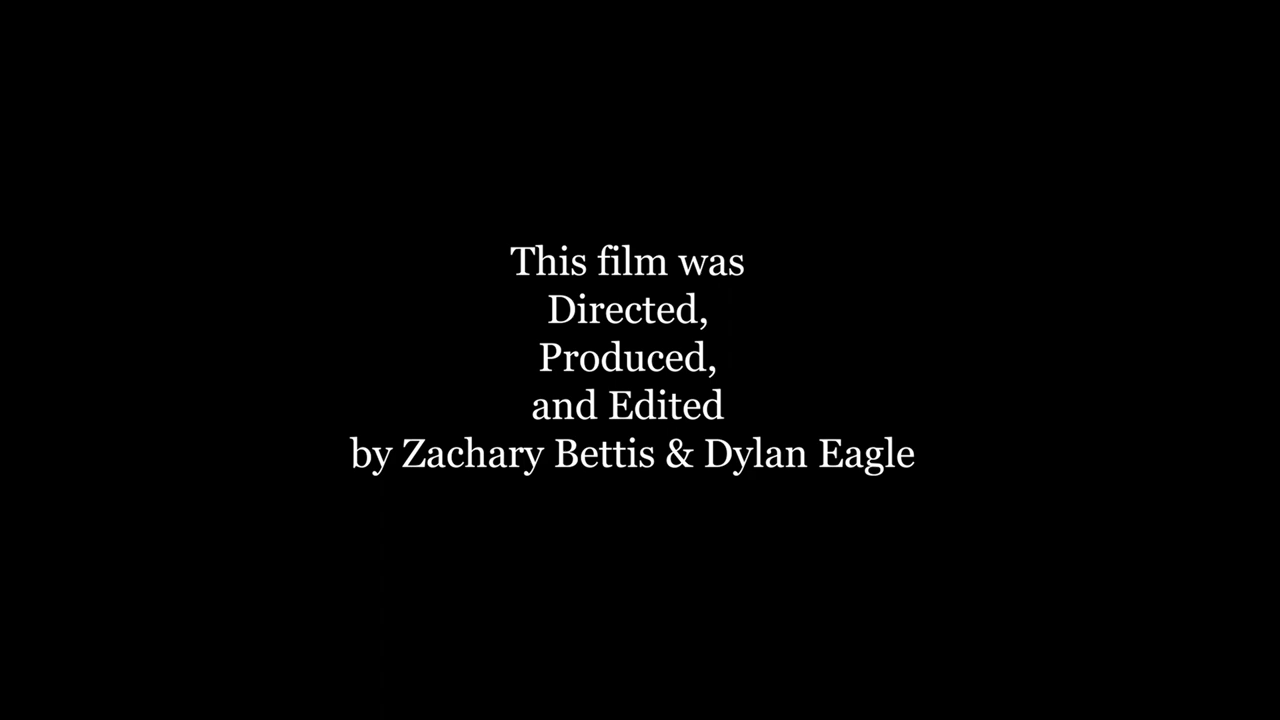 This film was
Directed,
Produced,
and Edited
by Zachary Bettis & Dylan Eagle